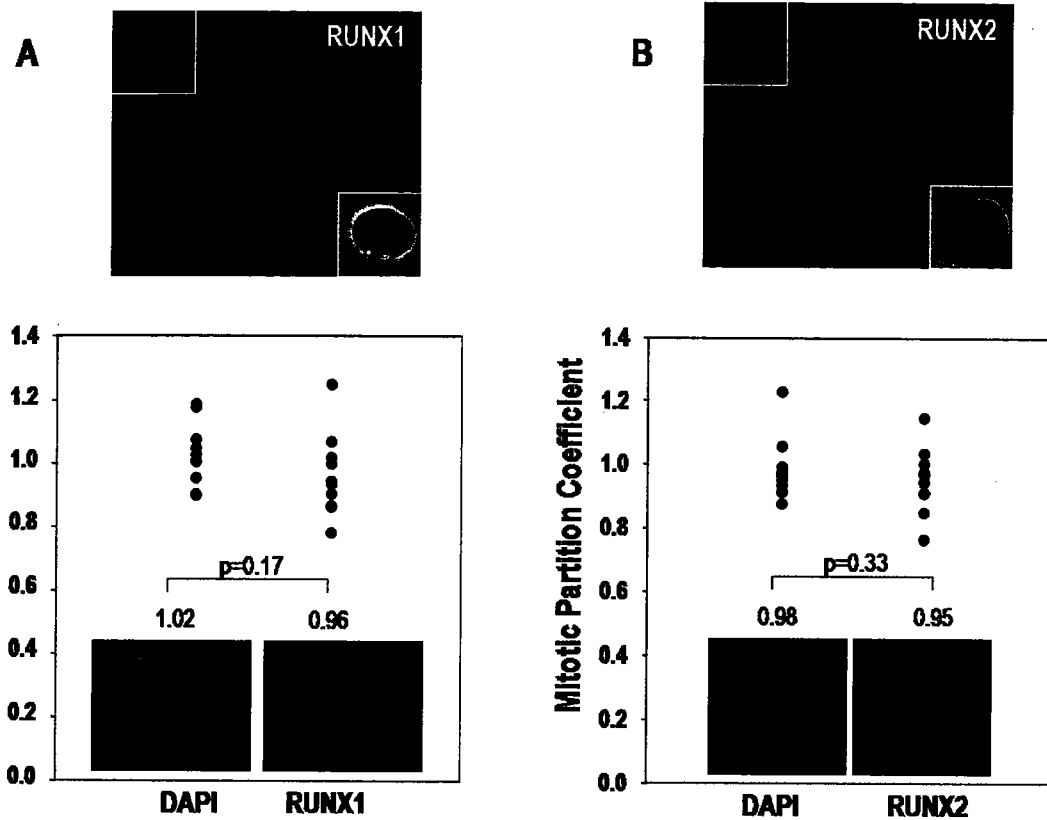 A
RUNX1
B
RUNX2
1.4
1.2
1.0
0.8
0.6
0.4
0.2
0.0
p=0.17
1.02 0.96
DAPI RUNX1
Mitotic Partition Coefficient
1.4
1.2
1.0
0.8
0.6
0.4
0.2
0.0
p=0.33
0.98 0.95
DAPI RUNX2